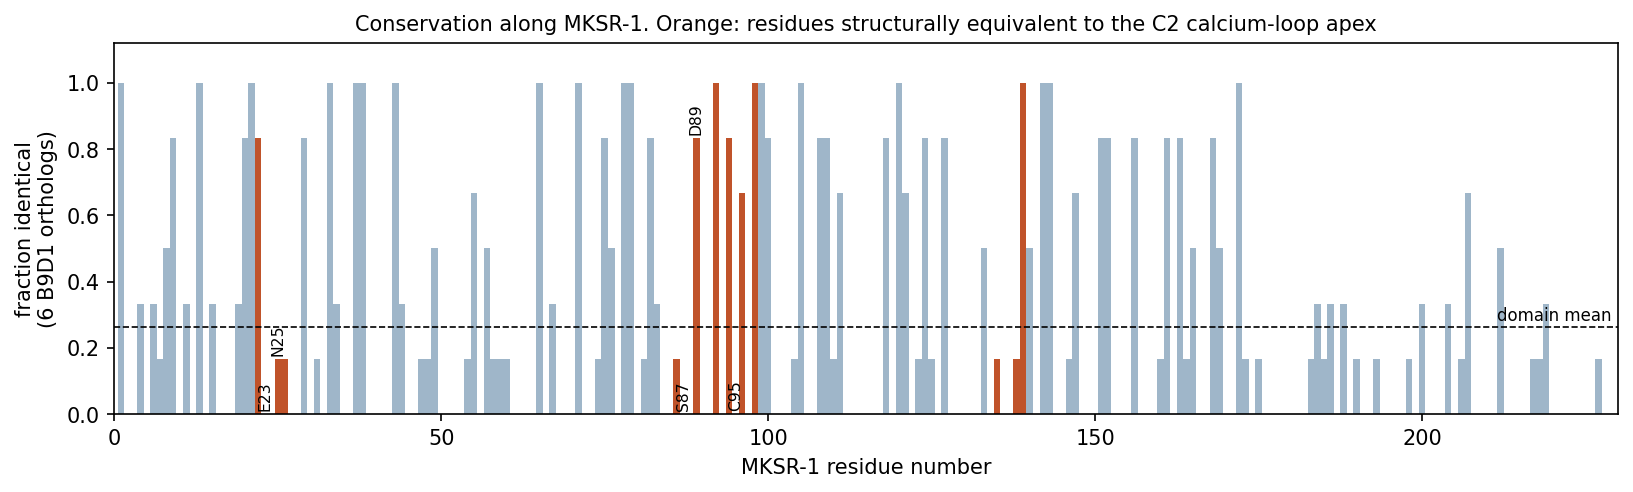 Conservation along MKSR-1. Orange: residues structurally equivalent to the C2 calcium-loop apex
fraction identical
(6 B9D1 orthologs)
1.0
0.8
0.6
0.4
0.2
0.0
E23
N25
S87
D89
C95
domain mean
0
50
100
150
200
MKSR-1 residue number